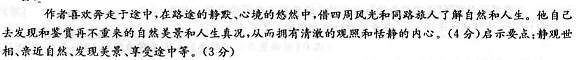 作者喜欢奔走于途中,在路途的静默、心境的悠然中,借四周风光和同路旅人了解自然和人生。他自己
去发现和鉴赏再不重来的自然美景和人生真况,从而拥有清澈的观照和恬静的内心。(4分)启示要点:静观世
相、亲近自然、发现美景、享受途中等。(3分)